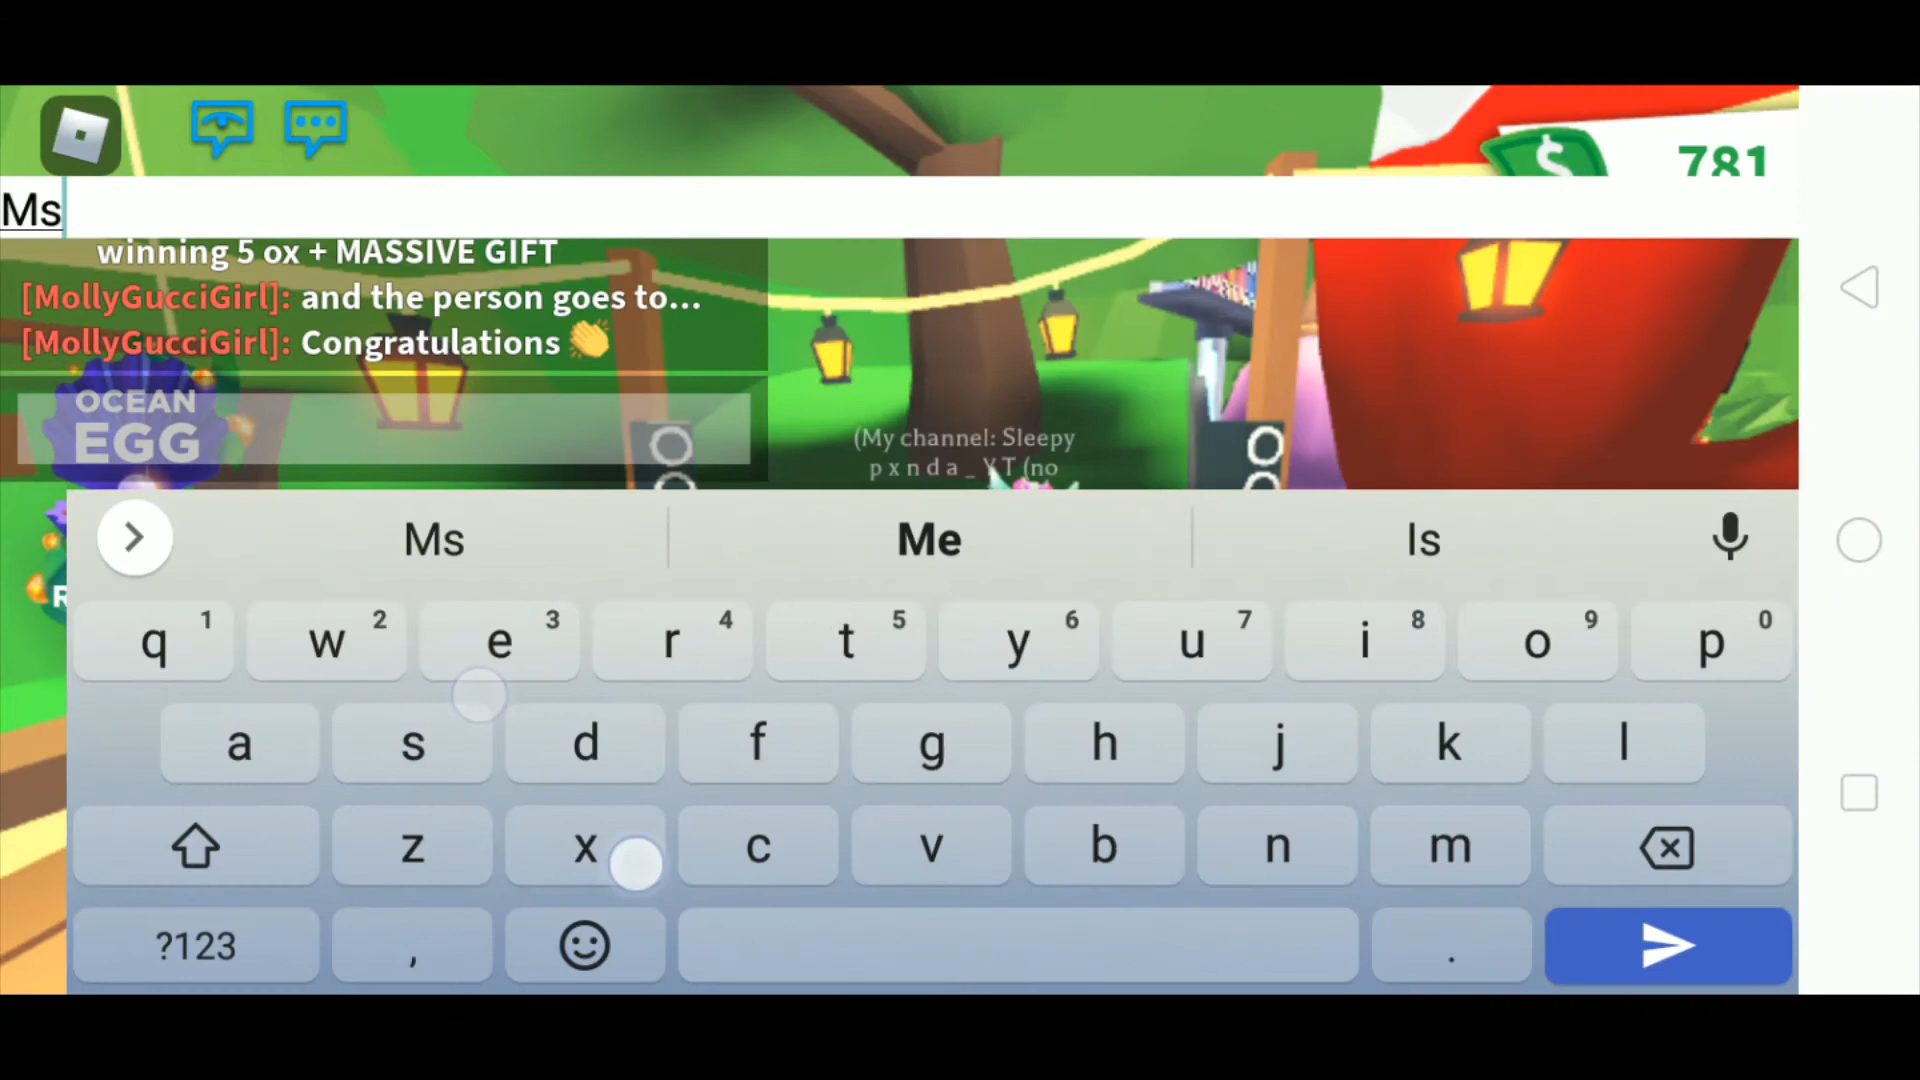 781
Ms
winning 5 ox + MASSIVE GIFT
[MollyGucciGirl]: and the person goes to...
[MollyGucciGirl]: Congratulations 👏
OCEAN
EGG
(My channel: Sleepy
p x n d a _ Y T (no
R
Ms Me Is
q 1 w 2 e 3 r 4 t 5 y 6 u 7 i 8 o 9 p 0
a s d f g h j k l
z x c v b n m
?123 , .